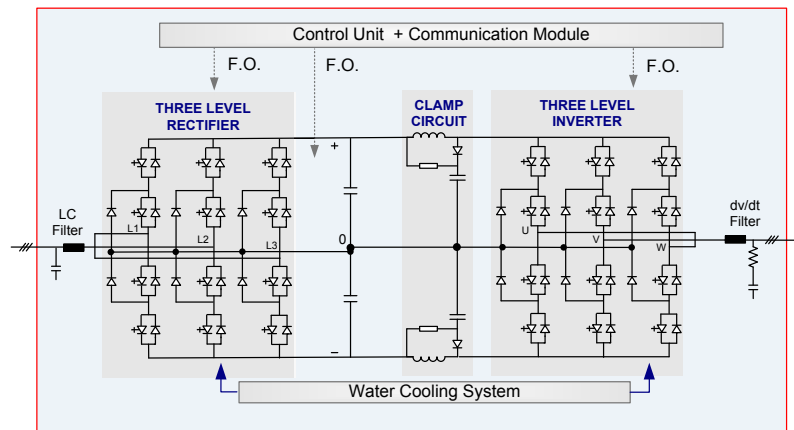 Control Unit + Communication Module
F.O.
F.O.
F.O.
THREE LEVEL
RECTIFIER
CLAMP
CIRCUIT
THREE LEVEL
INVERTER
+
LC
Filter
dv/dt
Filter
L1
L2
L3
0
U
V
W
−
Water Cooling System